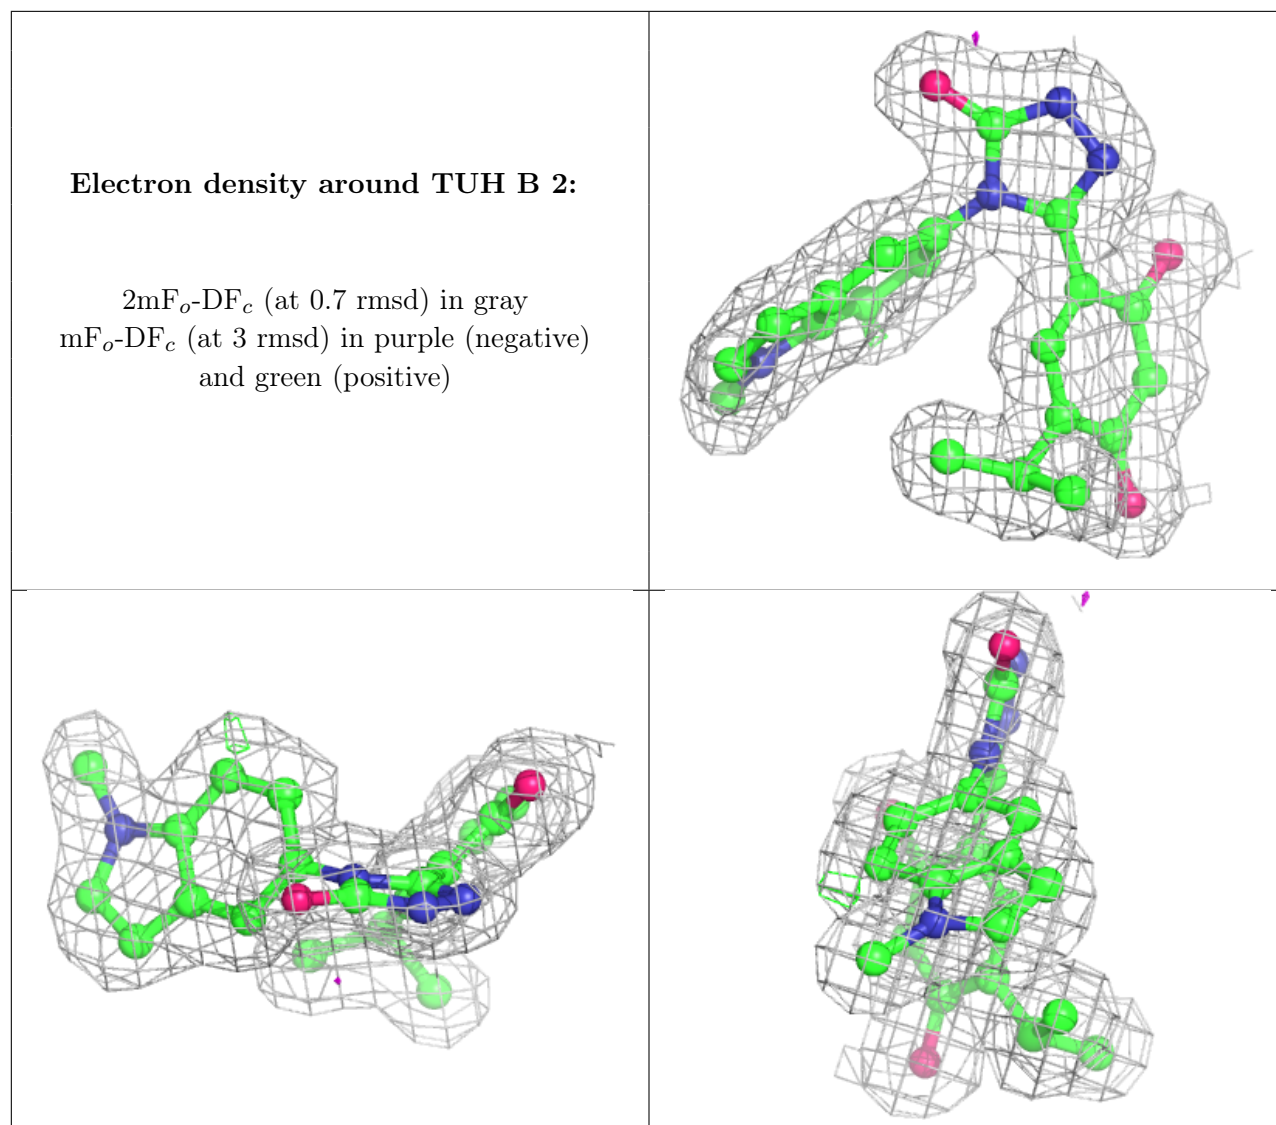 Electron density around TUH B 2:
2mFo-DFc (at 0.7 rmsd) in gray
mFo-DFc (at 3 rmsd) in purple (negative)
and green (positive)